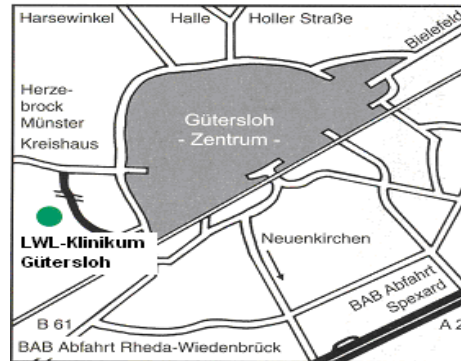 Harsewinkel
Halle
Holler Straße
Bielefeld
Herze-
brock
Münster
Kreishaus
Gütersloh
- Zentrum -
LWL-Klinikum
Gütersloh
Neuenkirchen
BAB Abfahrt
Spexard
B 61
A 2
BAB Abfahrt Rheda-Wiedenbrück